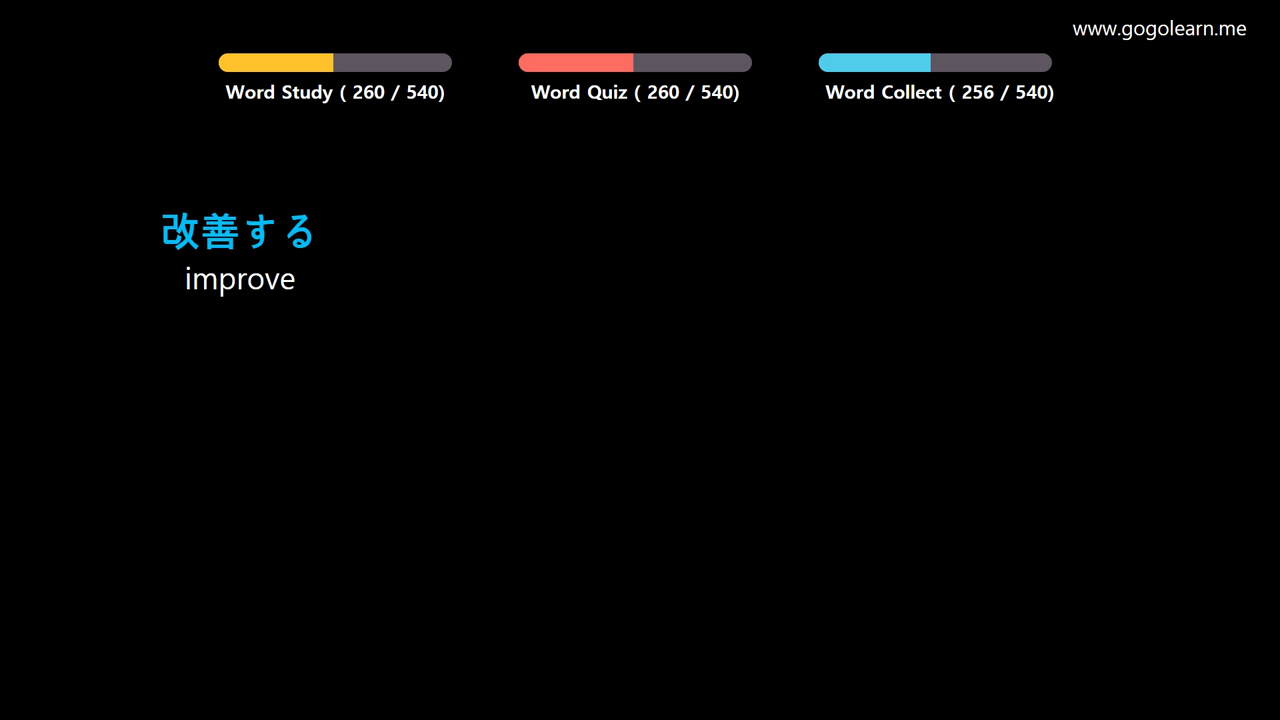 www.gogolearn.me
Word Study ( 260 / 540)
Word Quiz ( 260 / 540)
Word Collect ( 256 / 540)
改善する
improve